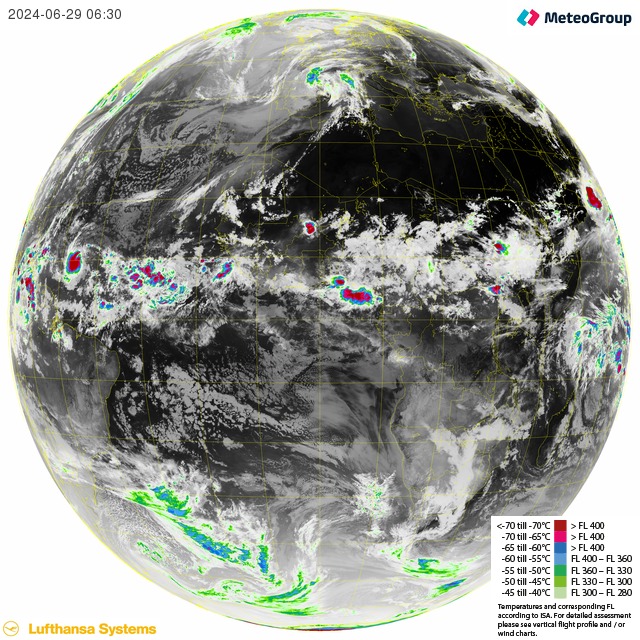 2024-06-29 06:30
MeteoGroup
<-70 till -70°C > FL 400
-70 till -65°C > FL 400
-65 till -60°C > FL 400
-60 till -55°C FL 400 – FL 360
-55 till -50°C FL 360 – FL 330
-50 till -45°C FL 330 – FL 300
-45 till -40°C FL 300 – FL 280
Temperatures and corresponding FL
according to ISA. For detailed assessment
please see vertical flight profile and / or
wind charts.
Lufthansa Systems